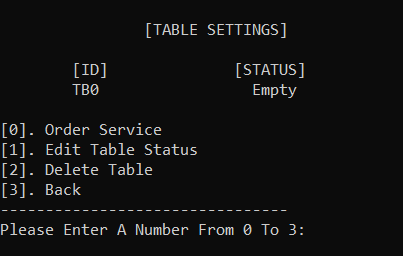 [TABLE SETTINGS]
[ID] [STATUS]
TB0 Empty
[0]. Order Service
[1]. Edit Table Status
[2]. Delete Table
[3]. Back
--------------------------------
Please Enter A Number From 0 To 3: